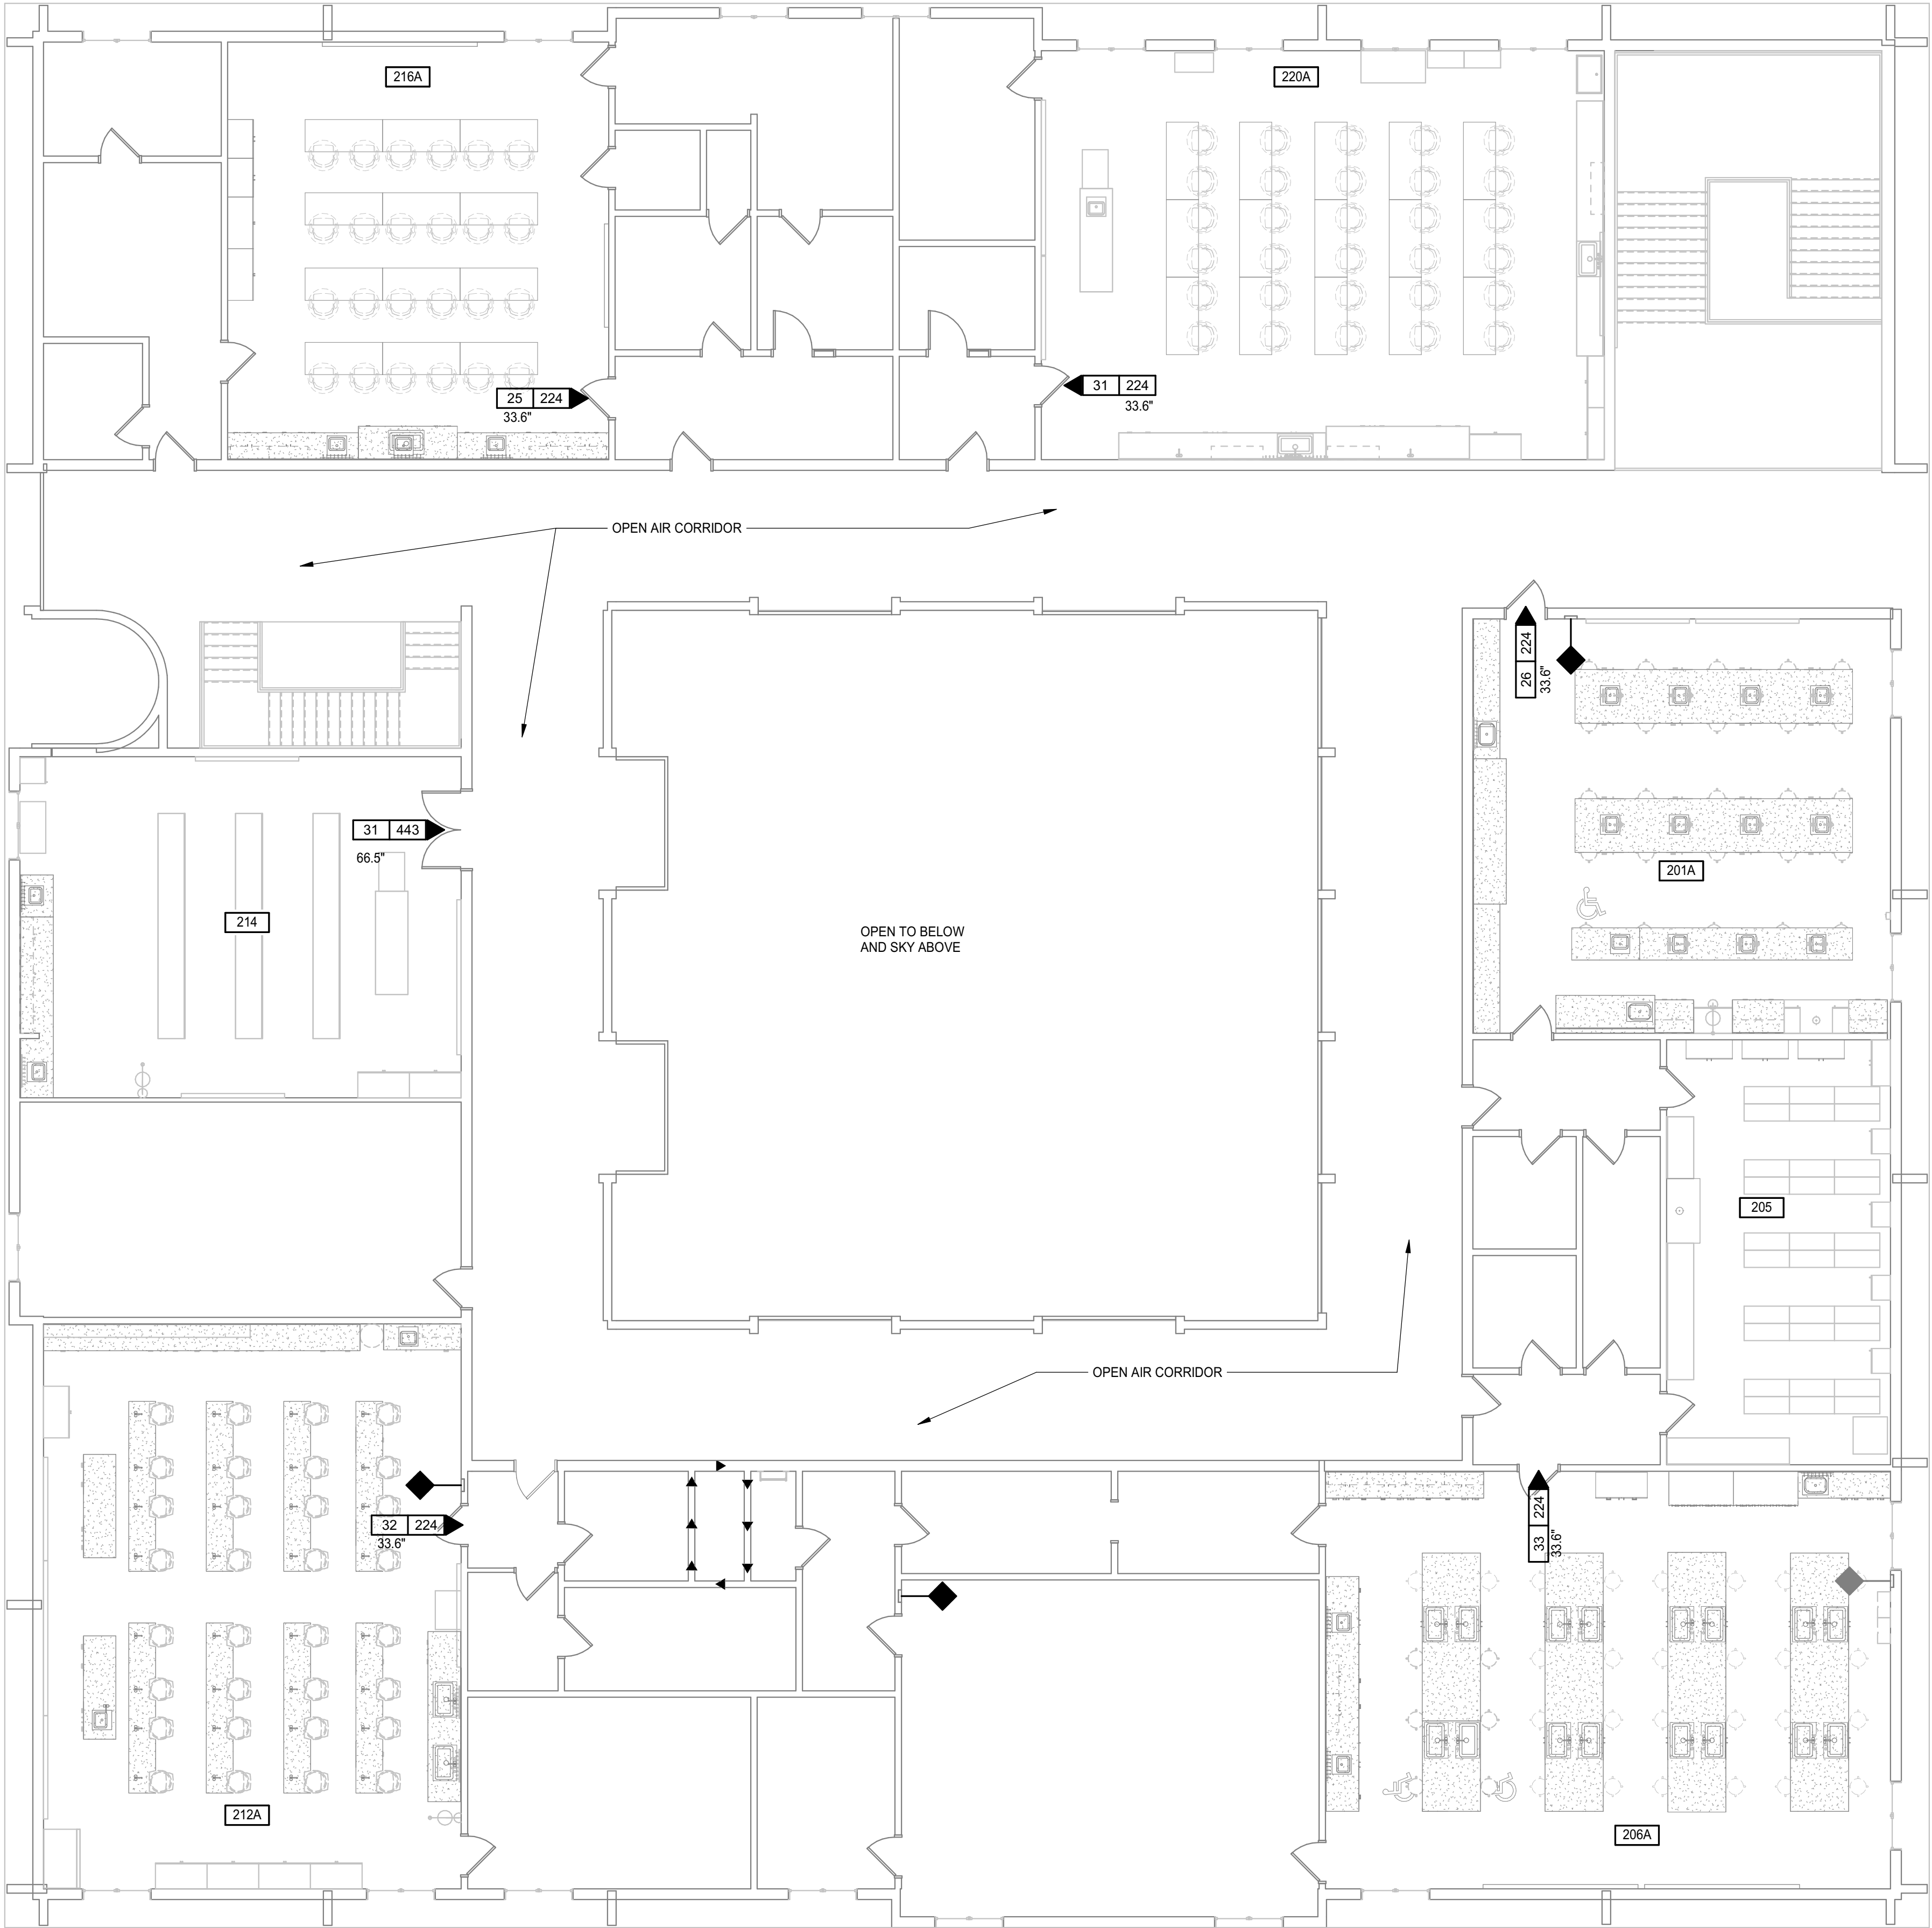 216A
220A
25 224
33.6"
31 224
33.6"
OPEN AIR CORRIDOR
26 224
33.6"
31 443
66.5"
201A
214
OPEN TO BELOW
AND SKY ABOVE
205
OPEN AIR CORRIDOR
32 224
33.6"
33 224
33.6"
212A
206A